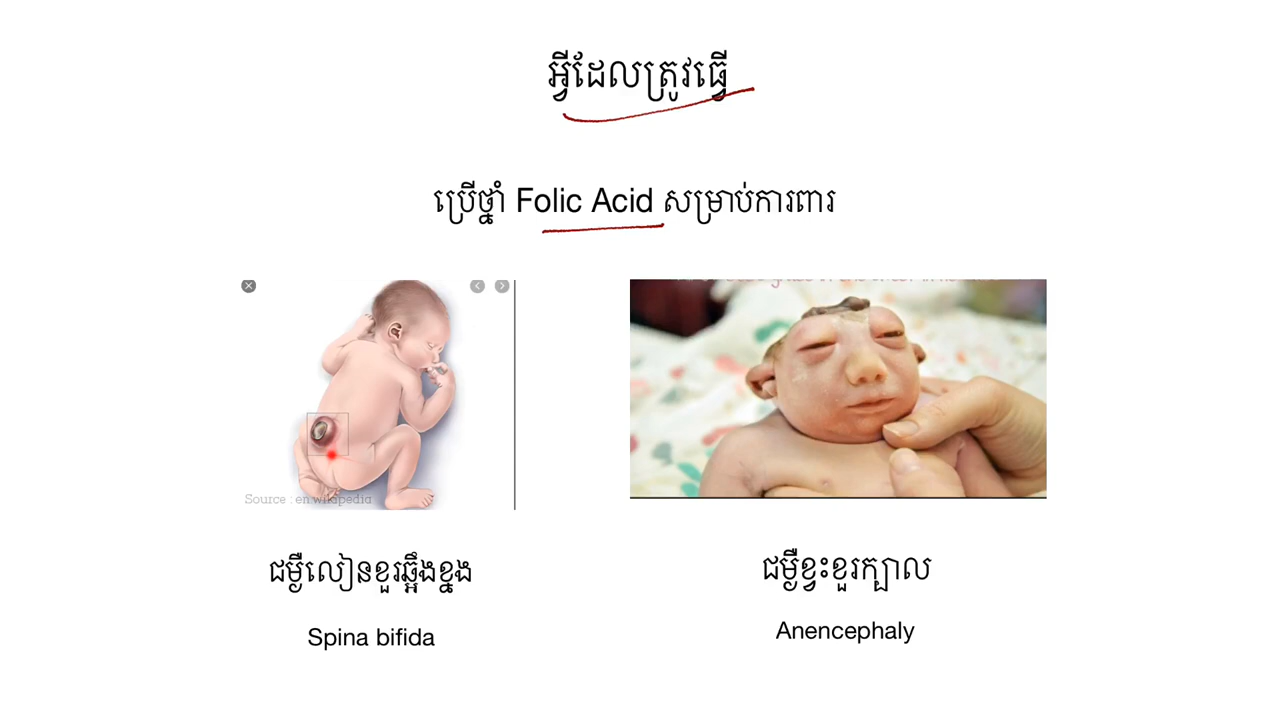 អ្វីដែលត្រូវធ្វើ
ប្រើថ្នាំ Folic Acid សម្រាប់ការពារ
Source : en.wikipedia
ជម្ងឺលៀនខួរឆ្អឹងខ្នង
ជម្ងឺខ្វះខួរក្បាល
Spina bifida
Anencephaly